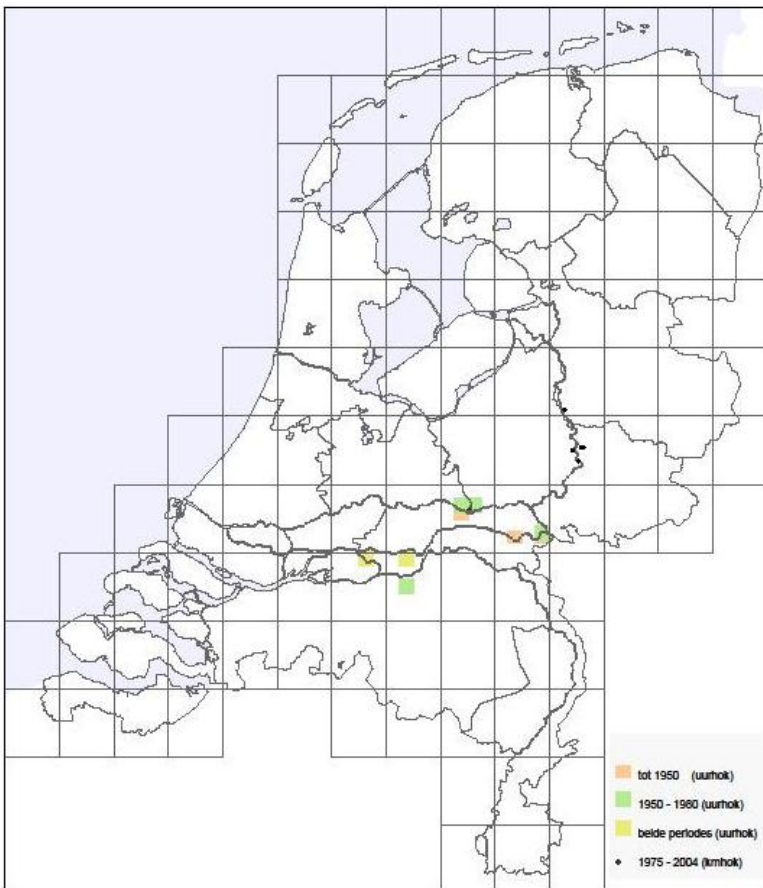 tot 1950 (uurhok)
1950 - 1980 (uurhok)
beide periodes (uurhok)
1975 - 2004 (kmhok)